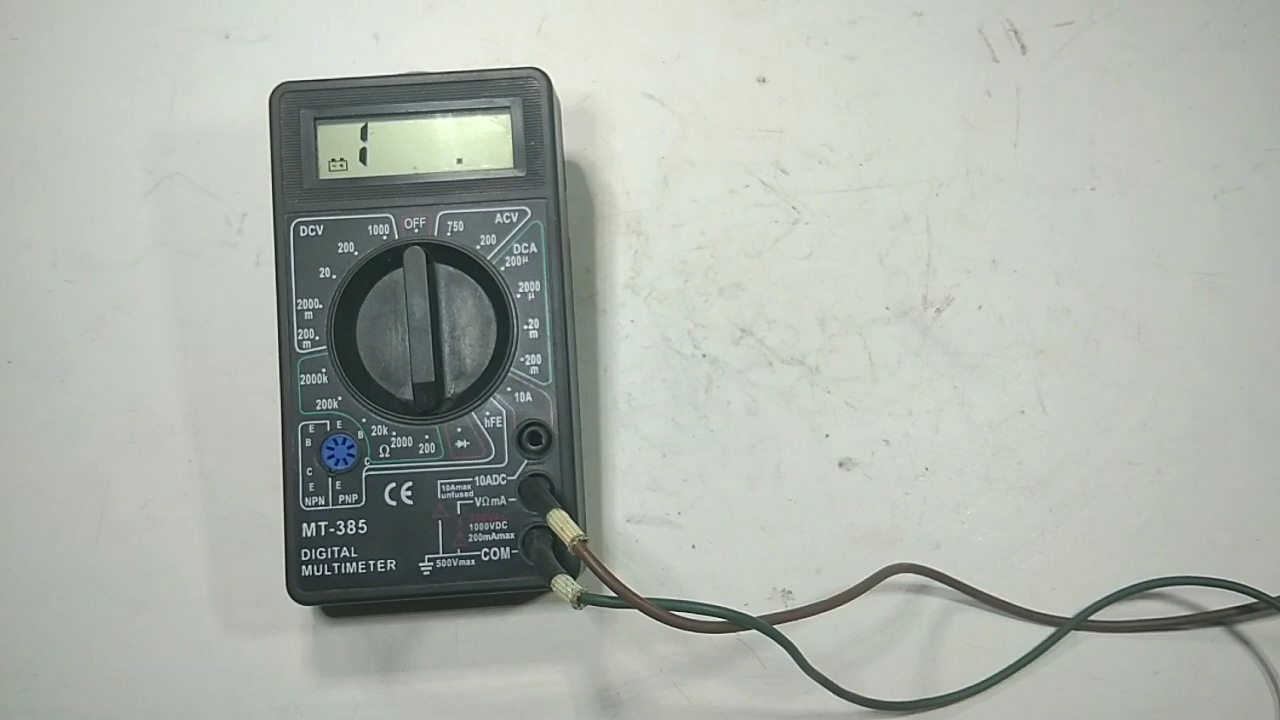 1 .
DCV 1000 OFF 750 ACV
200 200 DCA
200µ
20 2000
µ
2000
m 20
m
200
m 200
m
2000k
10A
200k hFE
20k
Ω 2000 200
E E
B B
C C
E E
NPN PNP
CE
10Amax
unfused
10ADC
VΩmA
1000VDC
200mAmax
COM
500Vmax
MT-385
DIGITAL
MULTIMETER